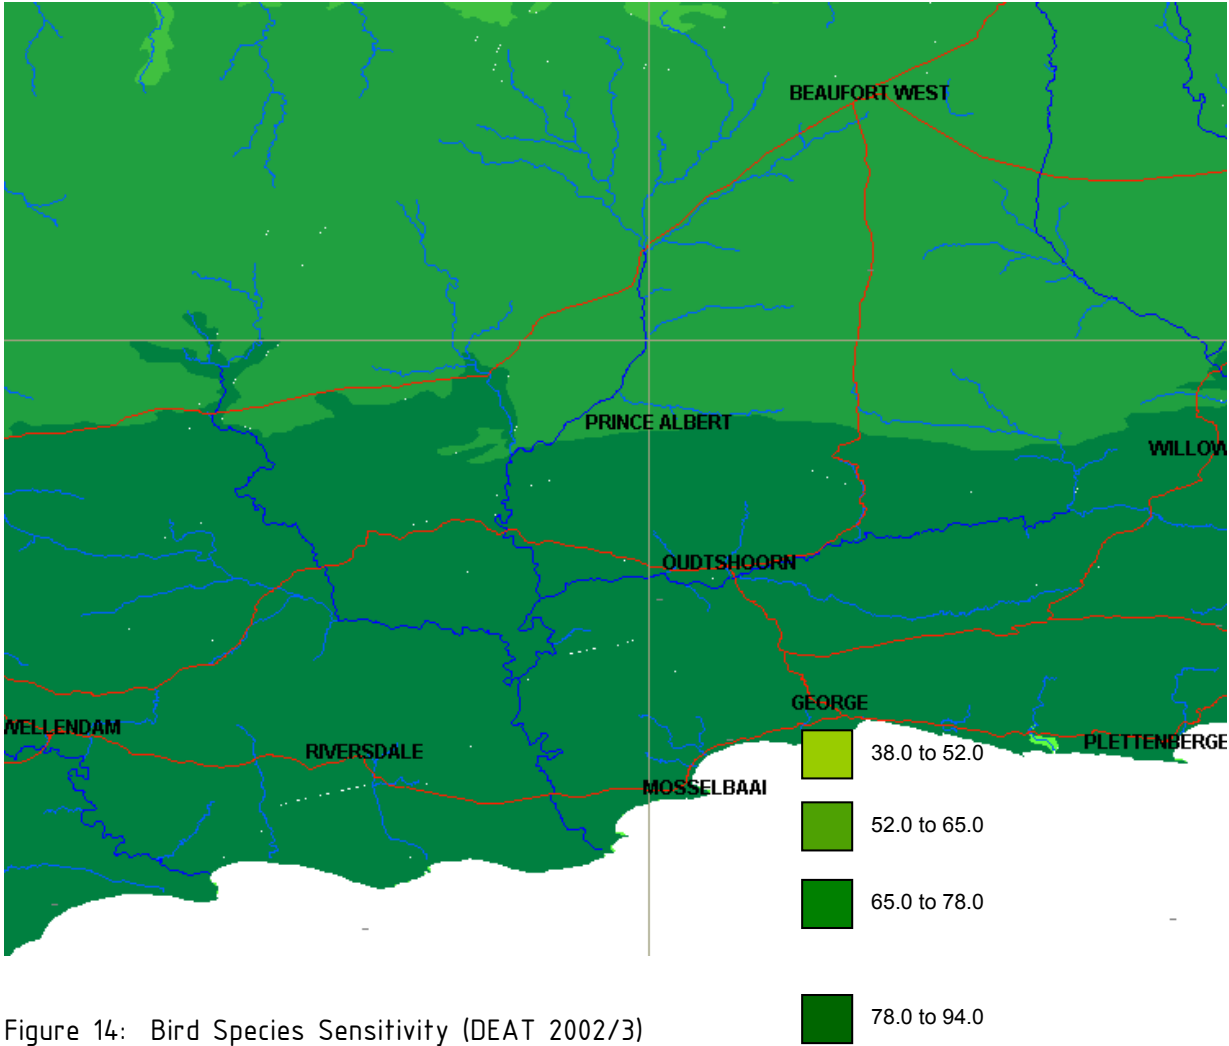 BEAUFORT WEST
PRINCE ALBERT
WILLOW
OUDTSHOORN
GEORGE
WELLENDAM
PLETTENBERGE
RIVERSDALE
MOSSELBAAI
38.0 to 52.0
52.0 to 65.0
65.0 to 78.0
78.0 to 94.0
Figure 14: Bird Species Sensitivity (DEAT 2002/3)